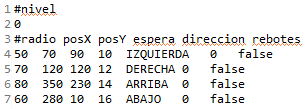 1 #nivel
2 0
3 #radio posX posY espera direccion rebotes
4 50 70 90 10 IZQUIERDA 0 false
5 70 120 120 12 DERECHA 0 false
6 80 350 230 14 ARRIBA 0 false
7 60 280 10 16 ABAJO 0 false